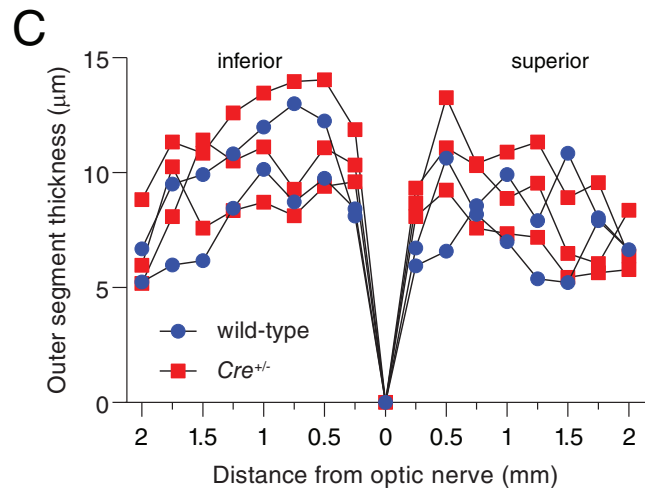 C
inferior
superior
Outer segment thickness (μm)
15
10
5
0
wild-type
Cre+/-
2 1.5 1 0.5 0 0.5 1 1.5 2
Distance from optic nerve (mm)